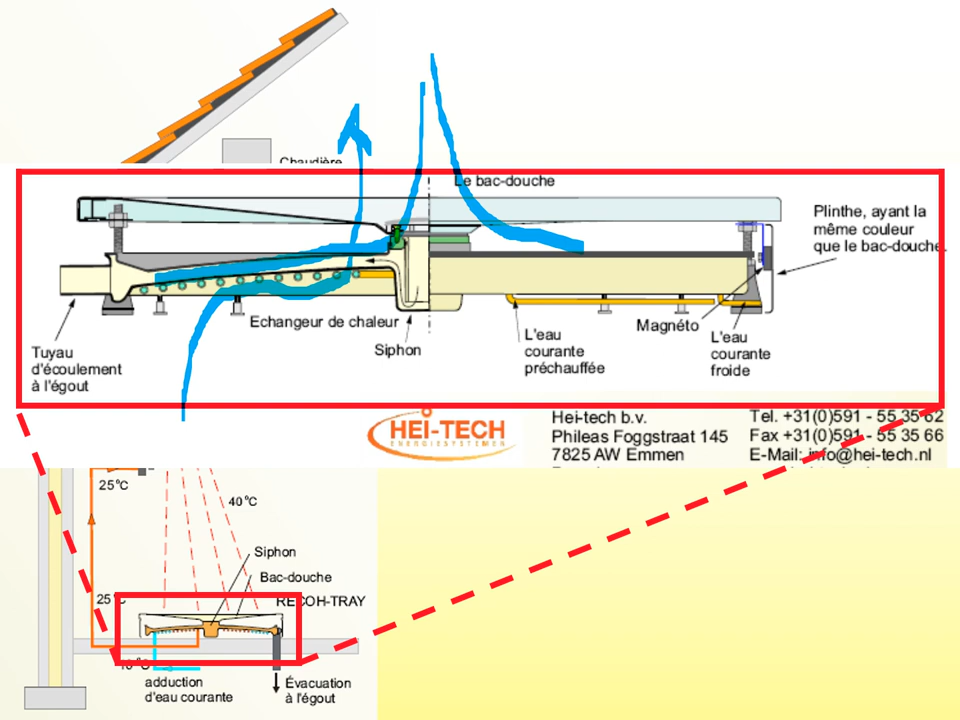 Chaudière
Le bac-douche
Plinthe, ayant la
même couleur
que le bac-douche.
Echangeur de chaleur
Siphon
L'eau
courante
préchauffée
Magnéto
L'eau
courante
froide
Tuyau
d'écoulement
à l'égout
HEI-TECH
ENERGIESYSTEMEN
Hei-tech b.v.
Phileas Foggstraat 145
7825 AW Emmen
Tel. +31(0)591 - 55 35 62
Fax +31(0)591 - 55 35 66
E-Mail: info@hei-tech.nl
25°C
40°C
Siphon
Bac-douche
25°C
RECOH-TRAY
10°C
adduction
d'eau courante
Évacuation
à l'égout